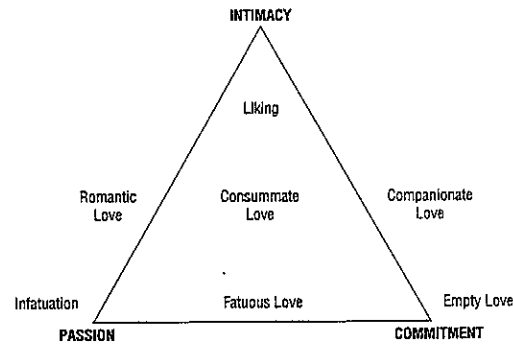 INTIMACY
Liking
Romantic
Love
Consummate
Love
Companionate
Love
Infatuation
Fatuous Love
Empty Love
PASSION
COMMITMENT